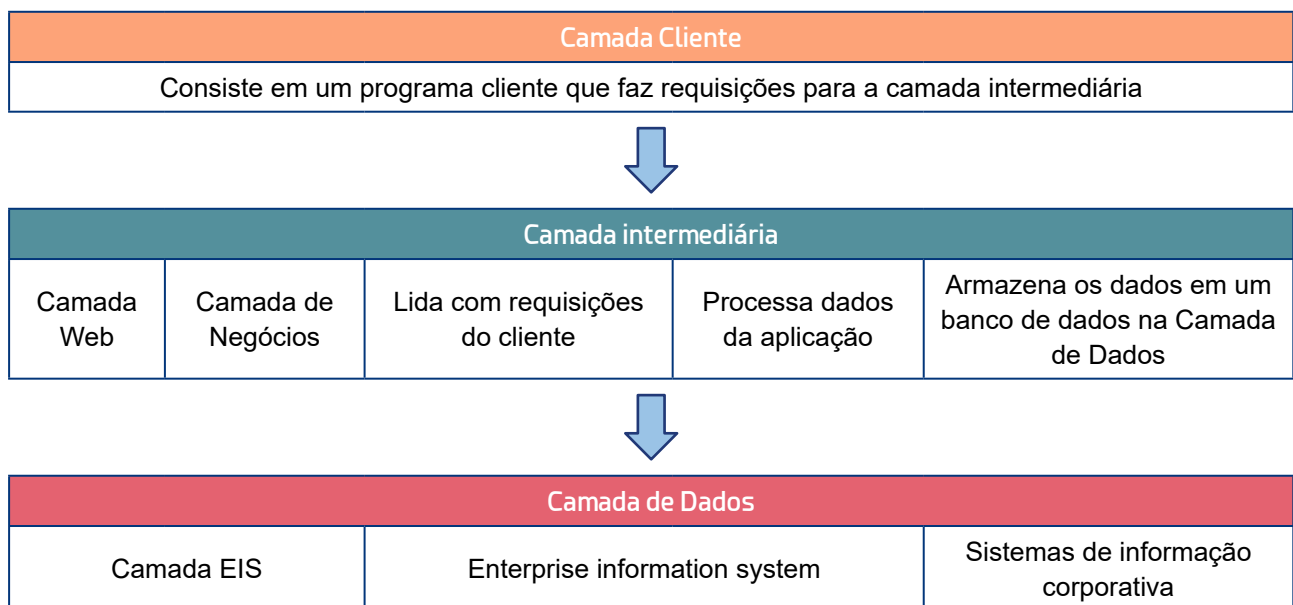 Camada Cliente
Consiste em um programa cliente que faz requisições para a camada intermediária
Camada intermediária
Camada
Web
Camada de
Negócios
Lida com requisições
do cliente
Processa dados
da aplicação
Armazena os dados em um
banco de dados na Camada
de Dados
Camada de Dados
Camada EIS
Enterprise information system
Sistemas de informação
corporativa